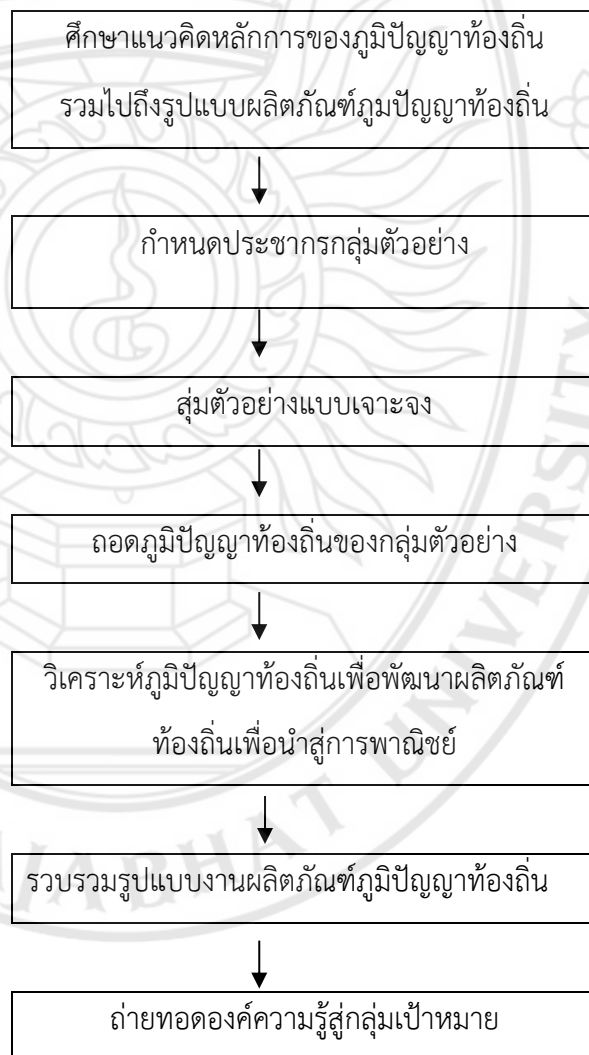 ศึกษาแนวคิดหลักการของภูมิปัญญาท้องถิ่น
รวมไปถึงรูปแบบผลิตภัณฑ์ภูมปัญญาท้องถิ่น
กำหนดประชากรกลุ่มตัวอย่าง
สุ่มตัวอย่างแบบเจาะจง
ถอดภูมิปัญญาท้องถิ่นของกลุ่มตัวอย่าง
วิเคราะห์ภูมิปัญญาท้องถิ่นเพื่อพัฒนาผลิตภัณฑ์
ท้องถิ่นเพื่อนำสู่การพาณิชย์
รวบรวมรูปแบบงานผลิตภัณฑ์ภูมิปัญญาท้องถิ่น
ถ่ายทอดองค์ความรู้สู่กลุ่มเป้าหมาย
JABHAT UNIVERSITY